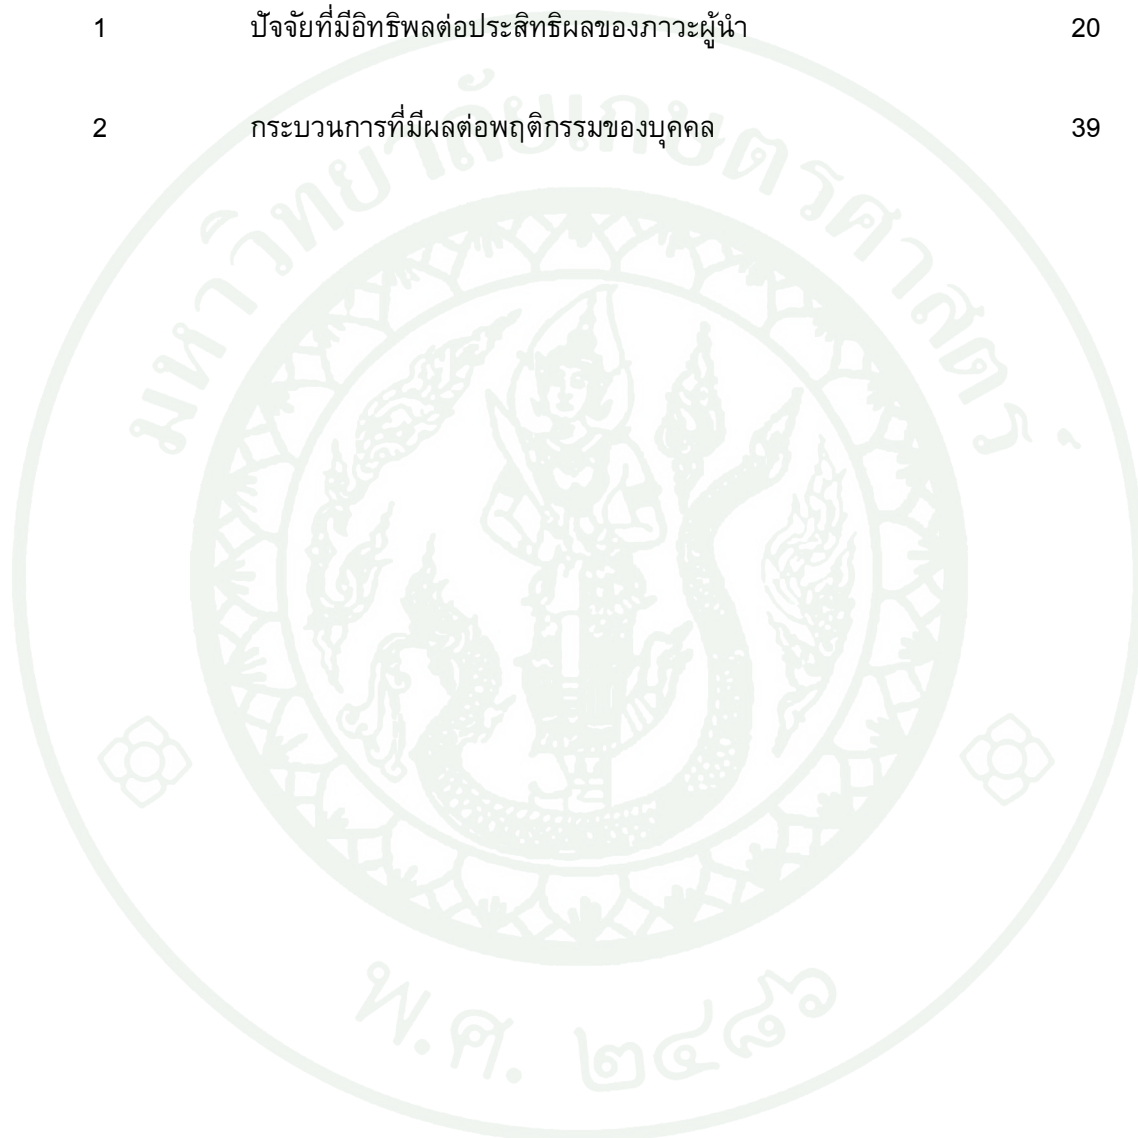 1 ปัจจัยที่มีอิทธิพลต่อประสิทธิผลของภาวะผู้นำ 20
2 กระบวนการที่มีผลต่อพฤติกรรมของบุคคล 39
มหาวิทยาลัยเกษตรศาสตร์
พ.ศ. ๒๔๘๖